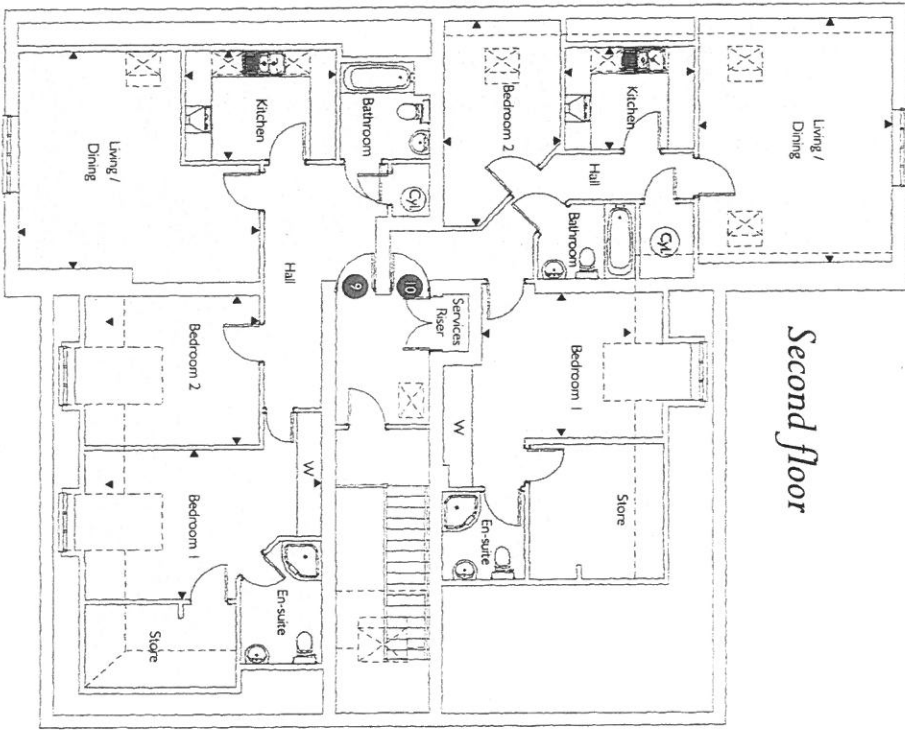 Second floor
Living /
Dining
Kitchen
Bedroom 2
Hall
Bathroom
Cyl.
10
Services
Riser
Bedroom 1
W
Store
En-suite
Living /
Dining
Kitchen
Bathroom
Cyl.
Hall
9
Bedroom 2
Bedroom 1
W
En-suite
Store